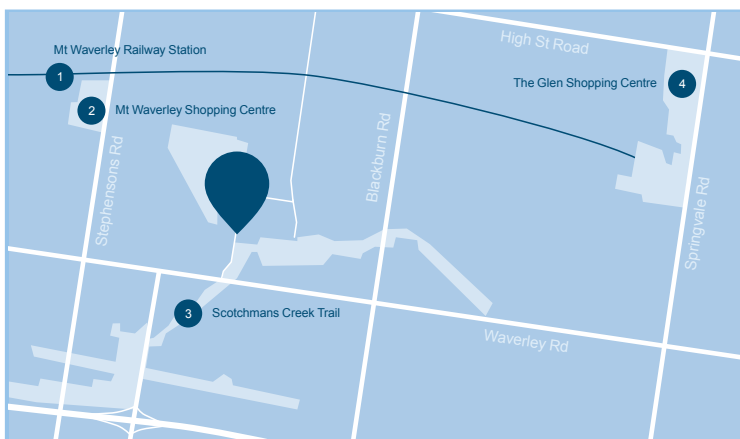 High St Road
Mt Waverley Railway Station
1
The Glen Shopping Centre
4
2
Mt Waverley Shopping Centre
Stephensons Rd
Blackburn Rd
Springvale Rd
3
Scotchmans Creek Trail
Waverley Rd